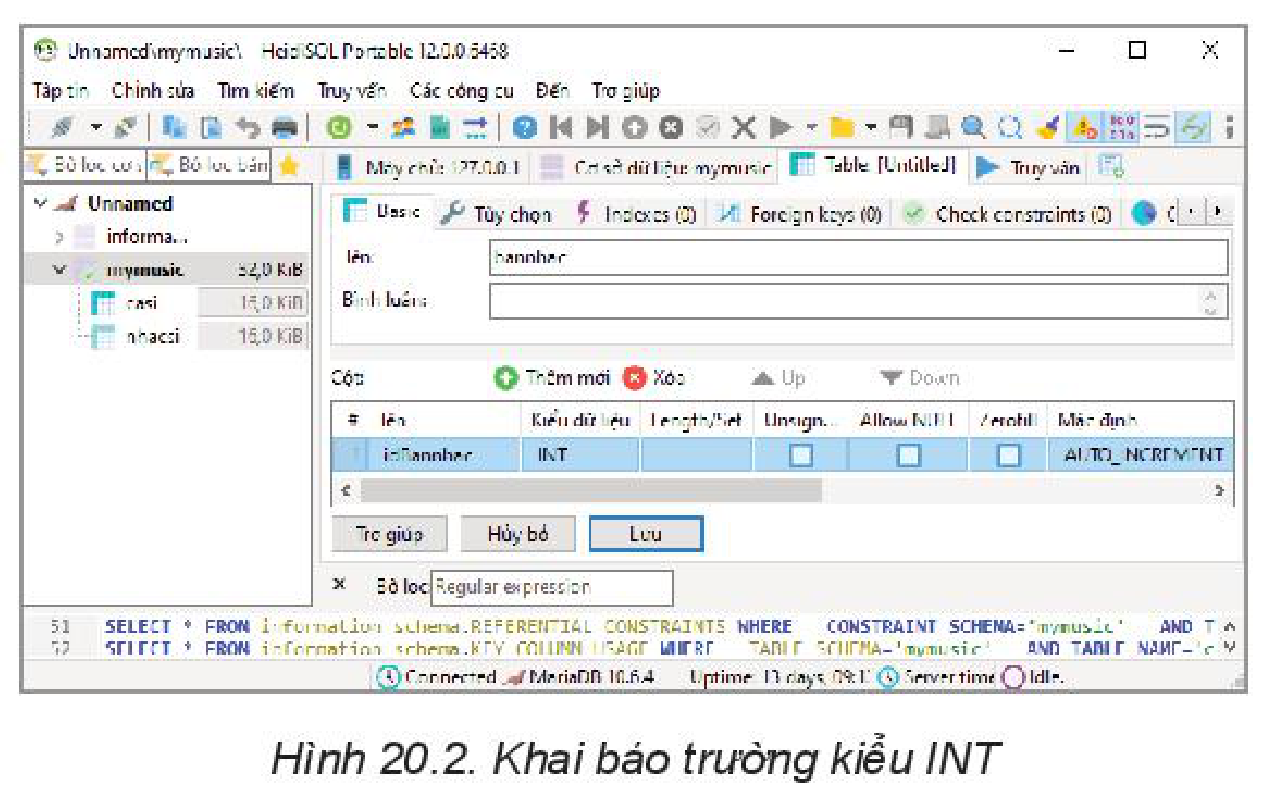 Unnamed\mymusic\ - HeidiSQL Portable 12.0.0.6468
Tập tin Chỉnh sửa Tìm kiếm Truy vấn Các công cụ Đến Trợ giúp
Bộ lọc cơ s Bộ lọc bản
Máy chủ: 127.0.0.1 Cơ sở dữ liệu: mymusic Table: [Untitled] Truy vấn
Unnamed
informa...
mymusic 32,0 KiB
casi 16,0 KiB
nhacsi 16,0 KiB
Basic Tùy chọn Indexes (0) Foreign keys (0) Check constraints (0)
Tên: bannhac
Bình luận:
Cột: Thêm mới Xóa Up Down
# Tên Kiểu dữ liệu Length/Set Unsign... Allow NULL Zerofill Mặc định
1 idBannhac INT AUTO_INCREMENT
Trợ giúp Hủy bỏ Lưu
× Bộ lọc: Regular expression
51 SELECT * FROM information_schema.REFERENTIAL_CONSTRAINTS WHERE CONSTRAINT_SCHEMA='mymusic' AND T
52 SELECT * FROM information_schema.KEY_COLUMN_USAGE WHERE TABLE_SCHEMA='mymusic' AND TABLE_NAME='c
Connected MariaDB 10.6.4 Uptime: 13 days, 09:1 Server time Idle.
Hình 20.2. Khai báo trường kiểu INT